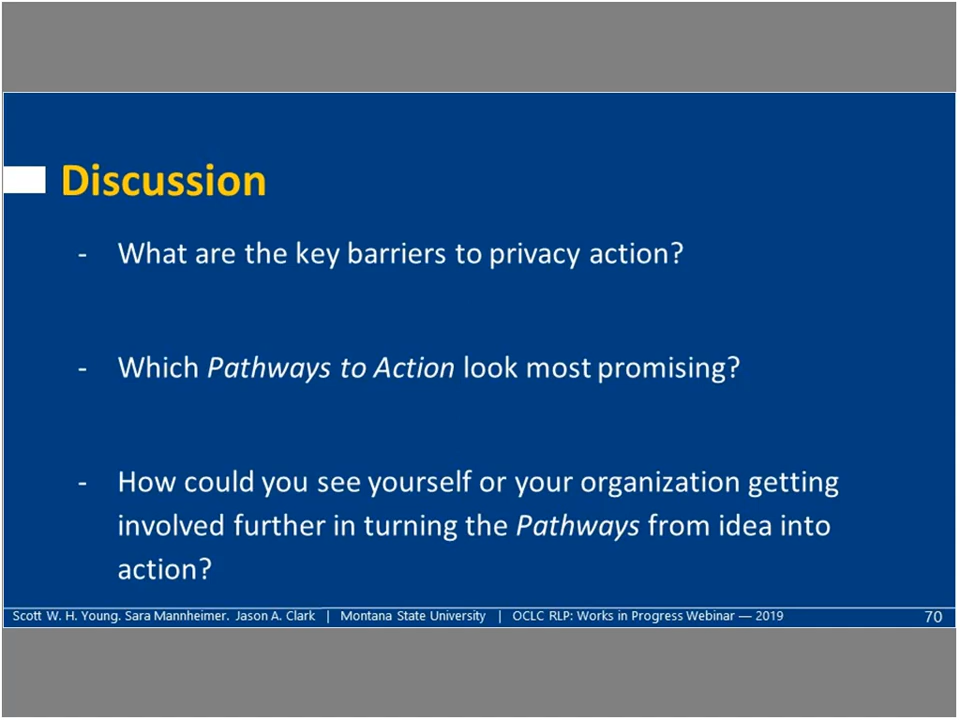 Discussion
- What are the key barriers to privacy action?
- Which Pathways to Action look most promising?
- How could you see yourself or your organization getting
involved further in turning the Pathways from idea into
action?
Scott W. H. Young. Sara Mannheimer. Jason A. Clark | Montana State University | OCLC RLP: Works in Progress Webinar — 2019 70